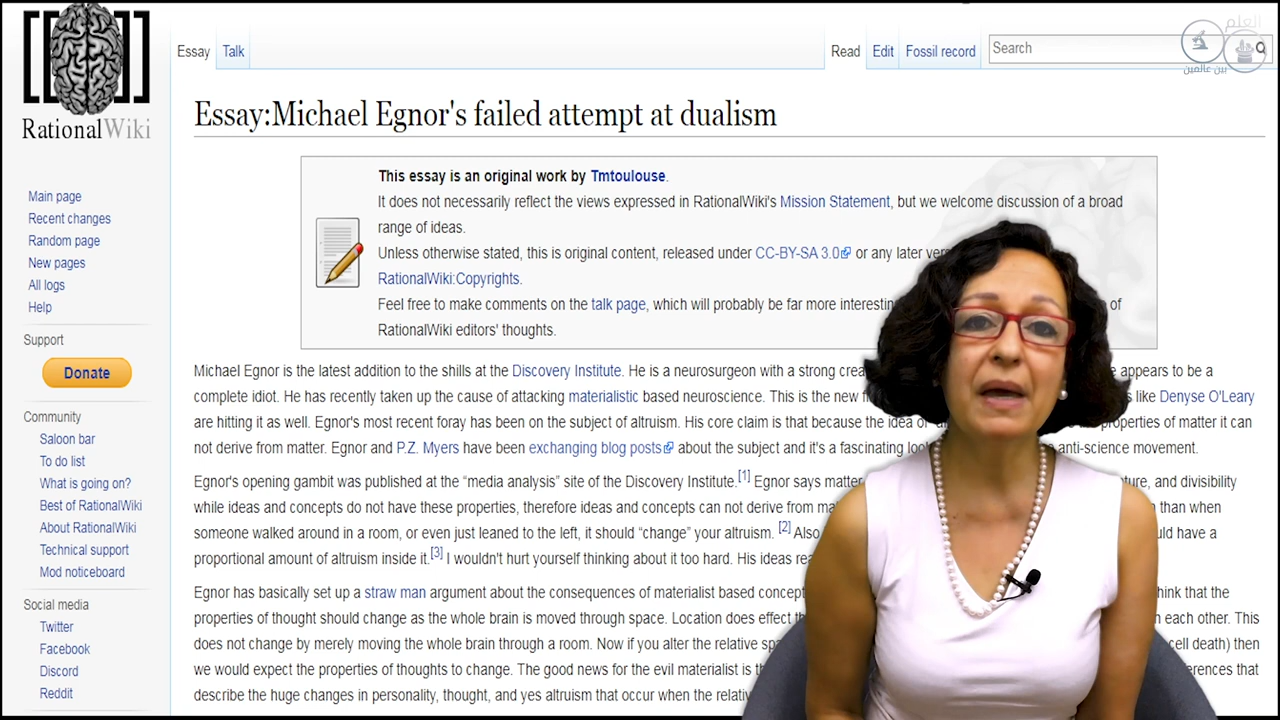 RationalWiki
Main page
Recent changes
Random page
New pages
All logs
Help
Support
Donate
Community
Saloon bar
To do list
What is going on?
Best of RationalWiki
About RationalWiki
Technical support
Mod noticeboard
Social media
Twitter
Facebook
Discord
Reddit
Essay Talk
Read Edit Fossil record Search
العلم
بين عالمين
Essay:Michael Egnor's failed attempt at dualism
This essay is an original work by Tmtoulouse.
It does not necessarily reflect the views expressed in RationalWiki's Mission Statement, but we welcome discussion of a broad
range of ideas.
Unless otherwise stated, this is original content, released under CC-BY-SA 3.0 or any later
RationalWiki:Copyrights.
Feel free to make comments on the talk page, which will probably be far more of
RationalWiki editors' thoughts.
Michael Egnor is the latest addition to the shills at the Discovery Institute. He is a neurosurgeon with a strong appears to be a
complete idiot. He has recently taken up the cause of attacking materialistic based neuroscience. This is the new like Denyse O'Leary
are hitting it as well. Egnor's most recent foray has been on the subject of altruism. His core claim is that because the idea of properties of matter it can
not derive from matter. Egnor and P.Z. Myers have been exchanging blog posts about the subject and it's a fascinating anti-science movement.
Egnor's opening gambit was published at the “media analysis” site of the Discovery Institute.[1] Egnor says matter and divisibility
while ideas and concepts do not have these properties, therefore ideas and concepts can not derive from than when
someone walked around in a room, or even just leaned to the left, it should “change” your altruism. [2] Also have a
proportional amount of altruism inside it.[3] I wouldn't hurt yourself thinking about it too hard. His ideas
Egnor has basically set up a straw man argument about the consequences of materialist based that the
properties of thought should change as the whole brain is moved through space. Location does effect each other. This
does not change by merely moving the whole brain through a room. Now if you alter the relative cell death) then
we would expect the properties of thoughts to change. The good news for the evil materialist is that
describe the huge changes in personality, thought, and yes altruism that occur when the